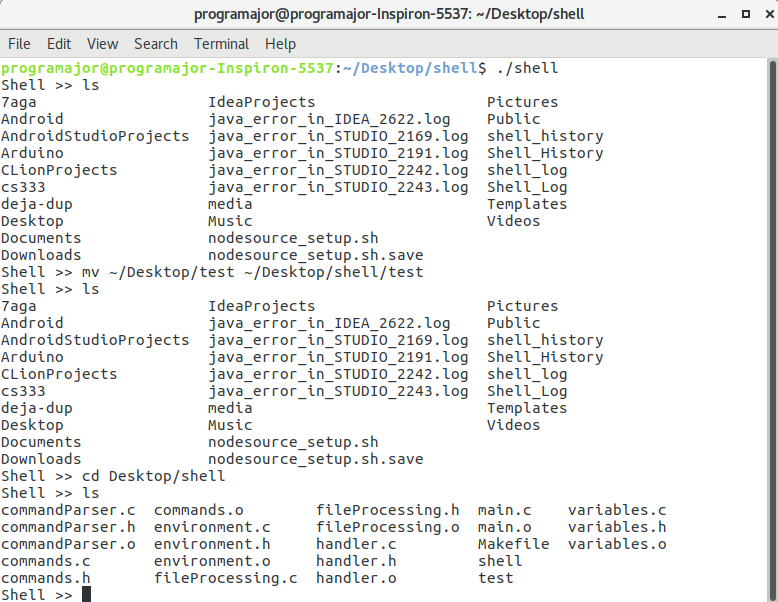 programajor@programajor-Inspiron-5537: ~/Desktop/shell
File Edit View Search Terminal Help
programajor@programajor-Inspiron-5537:~/Desktop/shell$ ./shell
Shell >> ls
7aga IdeaProjects Pictures
Android java_error_in_IDEA_2622.log Public
AndroidStudioProjects java_error_in_STUDIO_2169.log shell_history
Arduino java_error_in_STUDIO_2191.log Shell_History
CLionProjects java_error_in_STUDIO_2242.log shell_log
cs333 java_error_in_STUDIO_2243.log Shell_Log
deja-dup media Templates
Desktop Music Videos
Documents nodesource_setup.sh
Downloads nodesource_setup.sh.save
Shell >> mv ~/Desktop/test ~/Desktop/shell/test
Shell >> ls
7aga IdeaProjects Pictures
Android java_error_in_IDEA_2622.log Public
AndroidStudioProjects java_error_in_STUDIO_2169.log shell_history
Arduino java_error_in_STUDIO_2191.log Shell_History
CLionProjects java_error_in_STUDIO_2242.log shell_log
cs333 java_error_in_STUDIO_2243.log Shell_Log
deja-dup media Templates
Desktop Music Videos
Documents nodesource_setup.sh
Downloads nodesource_setup.sh.save
Shell >> cd Desktop/shell
Shell >> ls
commandParser.c commands.o fileProcessing.h main.c variables.c
commandParser.h environment.c fileProcessing.o main.o variables.h
commandParser.o environment.h handler.c Makefile variables.o
commands.c environment.o handler.h shell
commands.h fileProcessing.c handler.o test
Shell >>